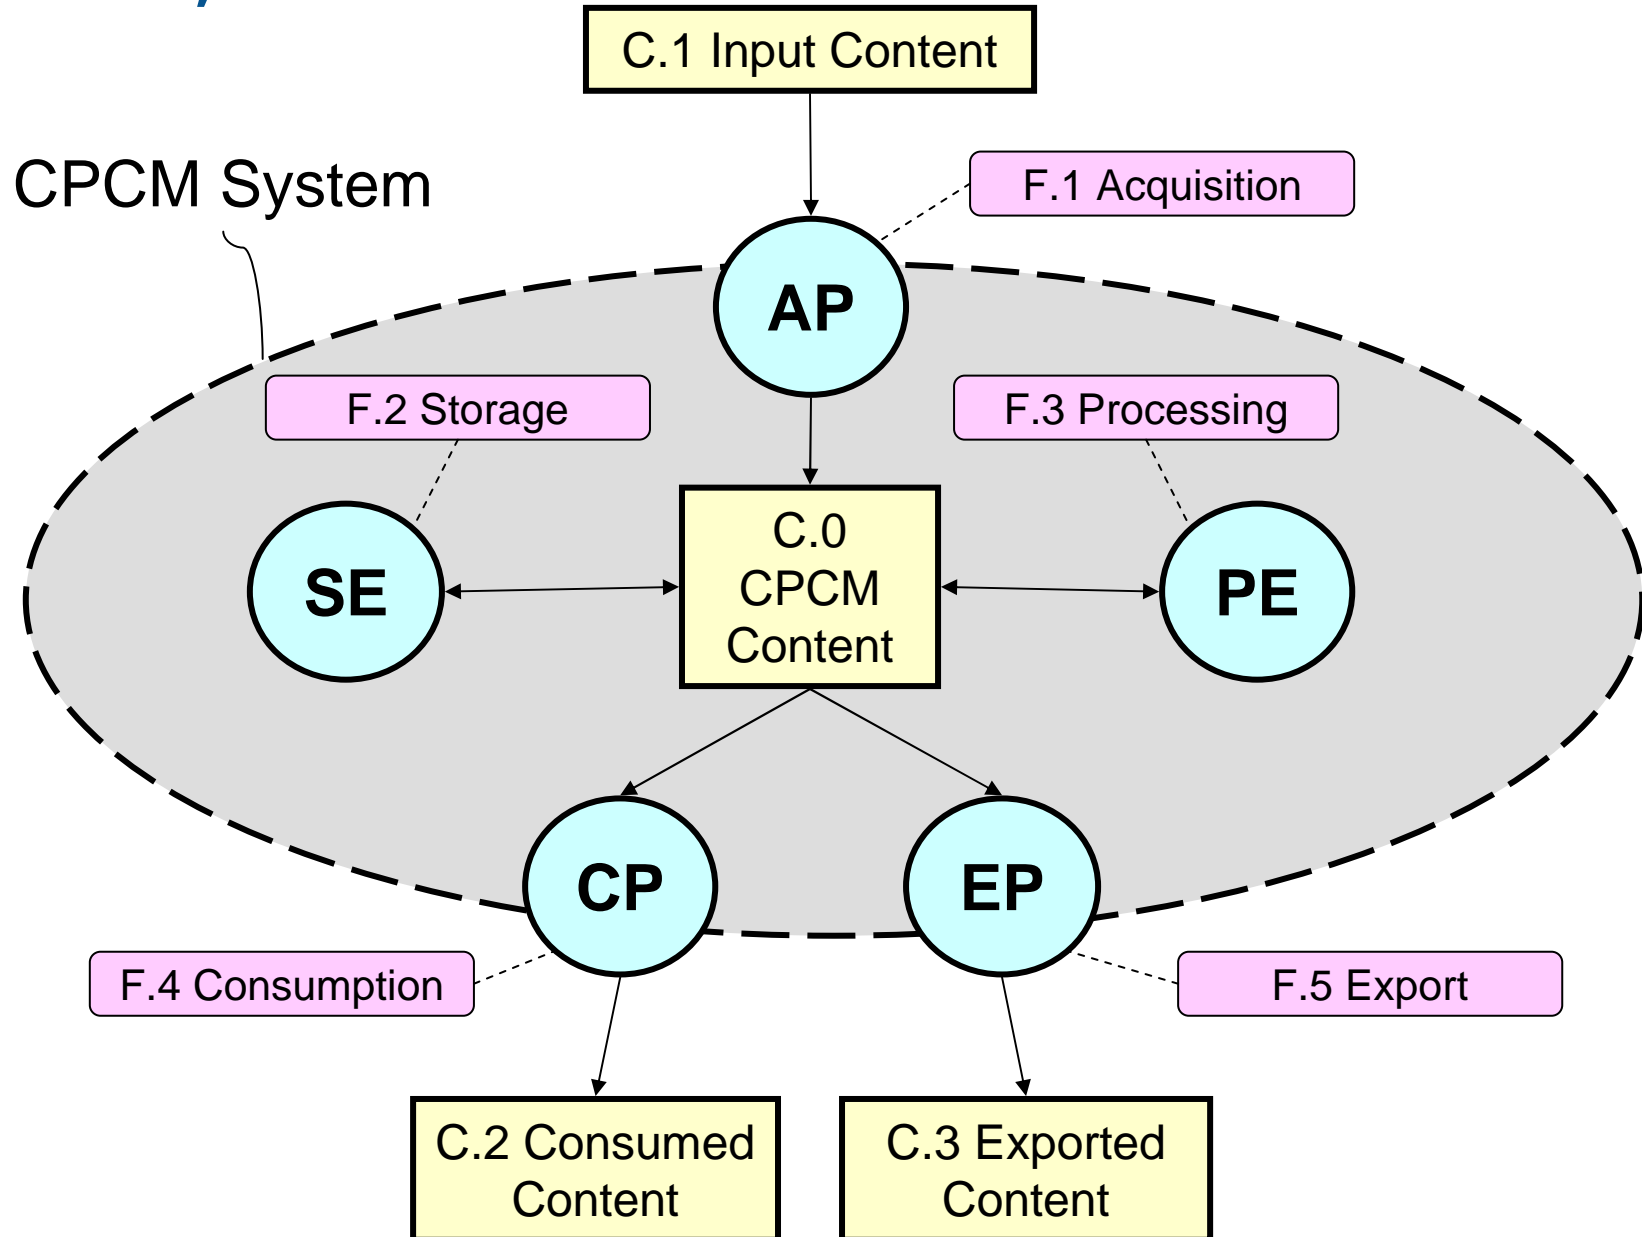 C.1 Input Content
CPCM System
F.1 Acquisition
AP
F.2 Storage
F.3 Processing
C.0
CPCM
Content
SE
PE
CP
EP
F.4 Consumption
F.5 Export
C.2 Consumed
Content
C.3 Exported
Content